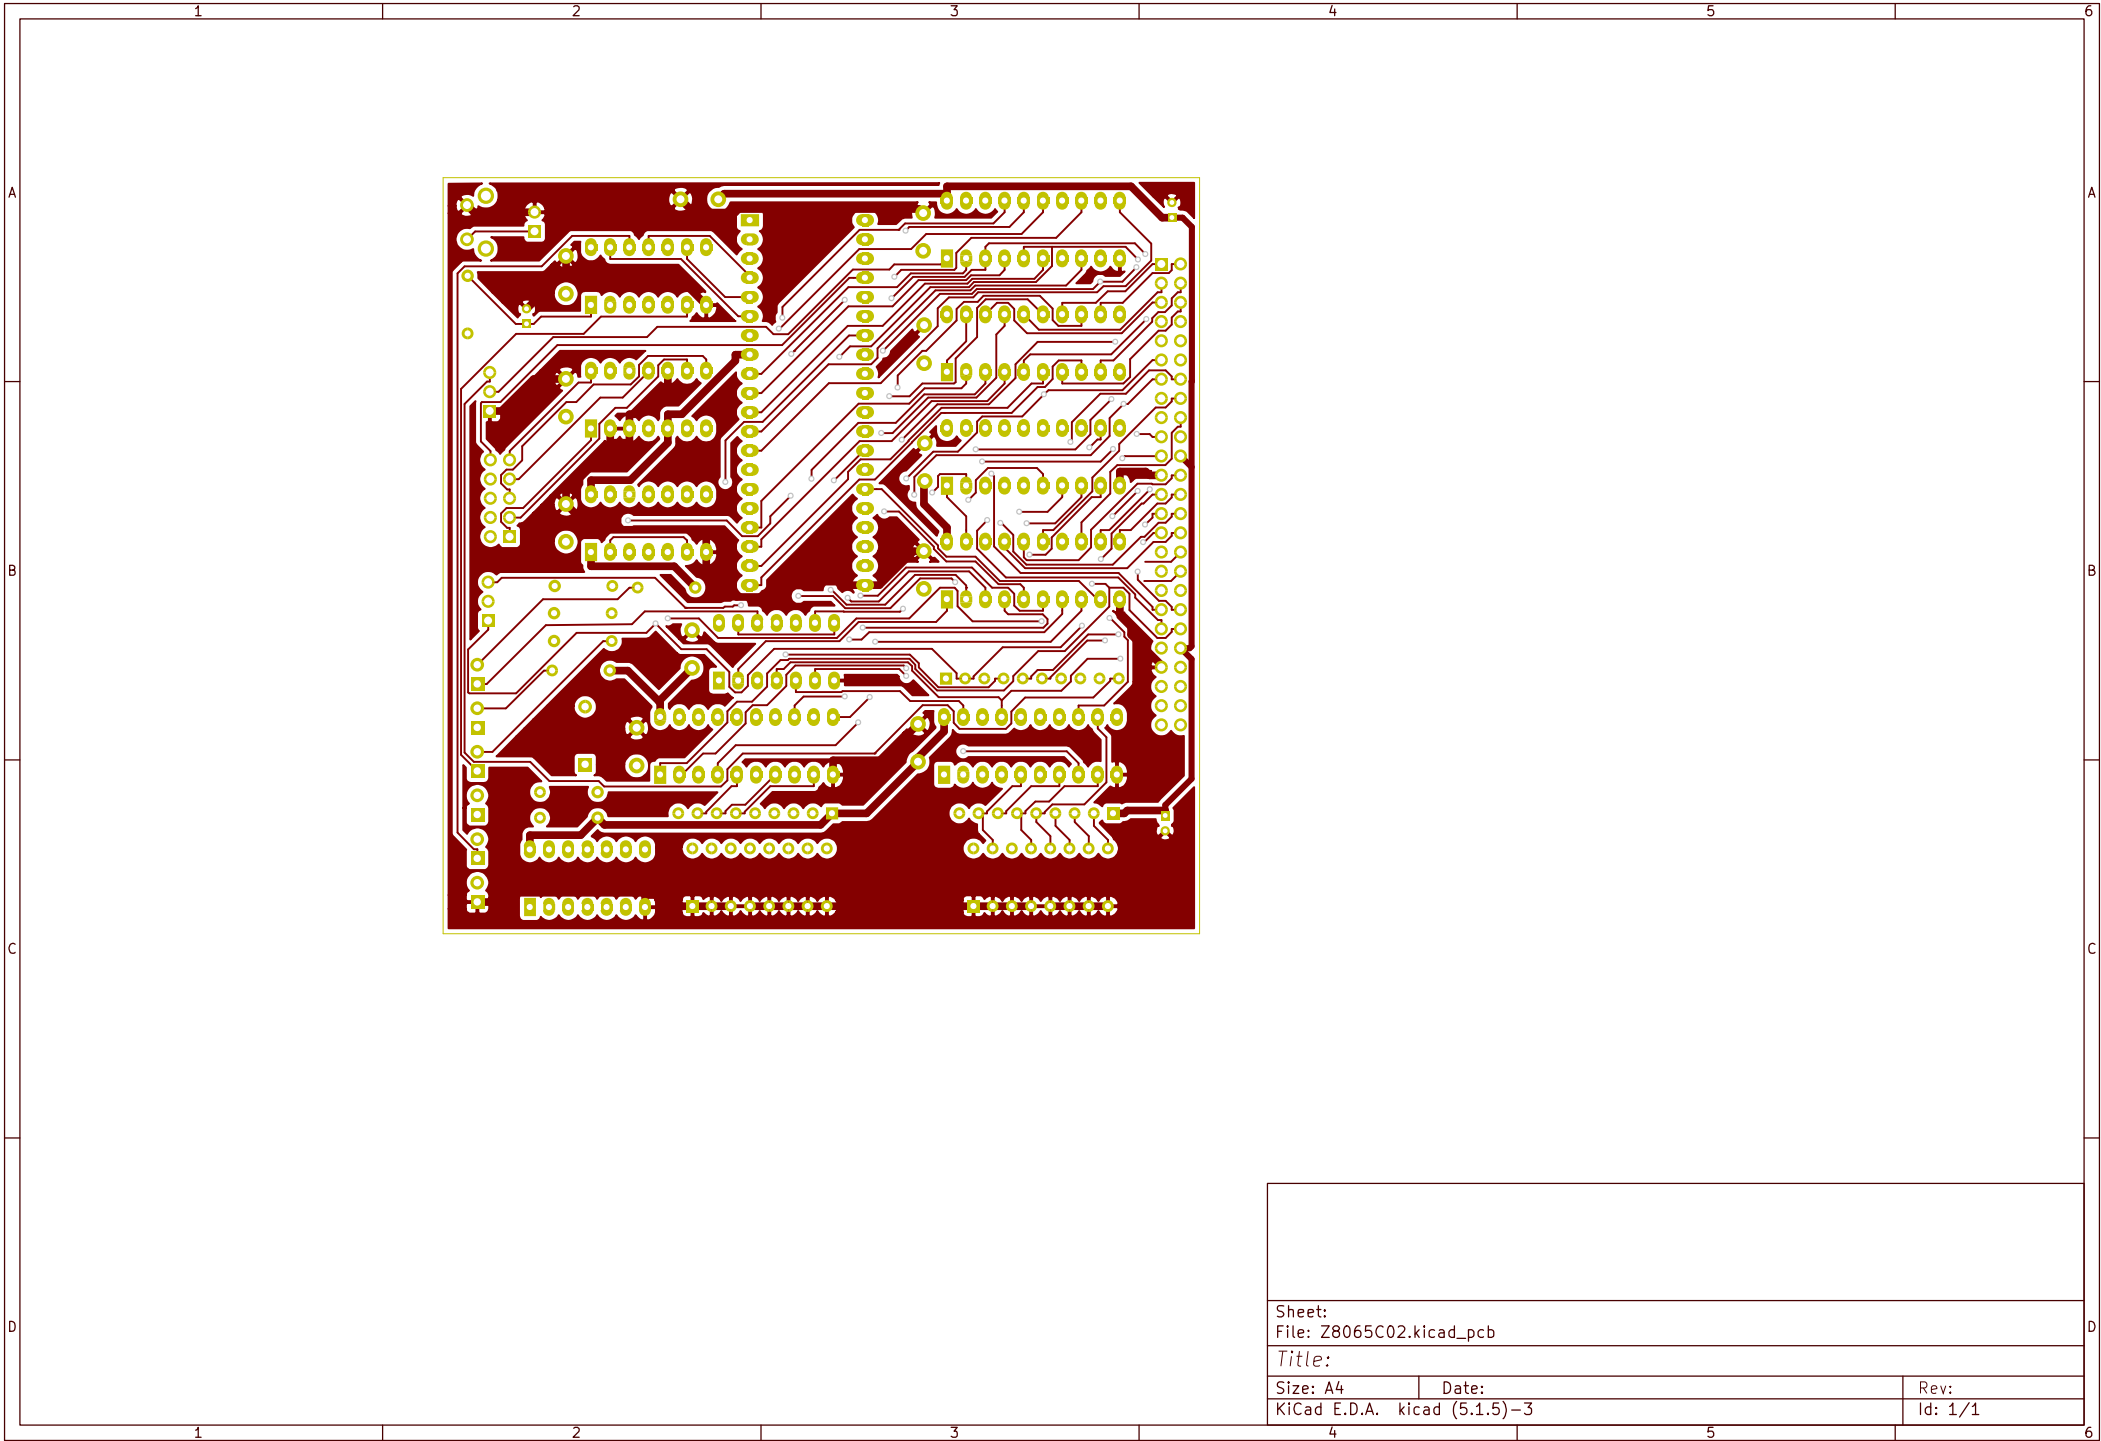 1 2 3 4 5 6
A A
B B
C C
D D
Sheet:
File: Z8065C02.kicad_pcb
Title:
Size: A4 Date: Rev:
KiCad E.D.A. kicad (5.1.5)-3 Id: 1/1
1 2 3 4 5 6